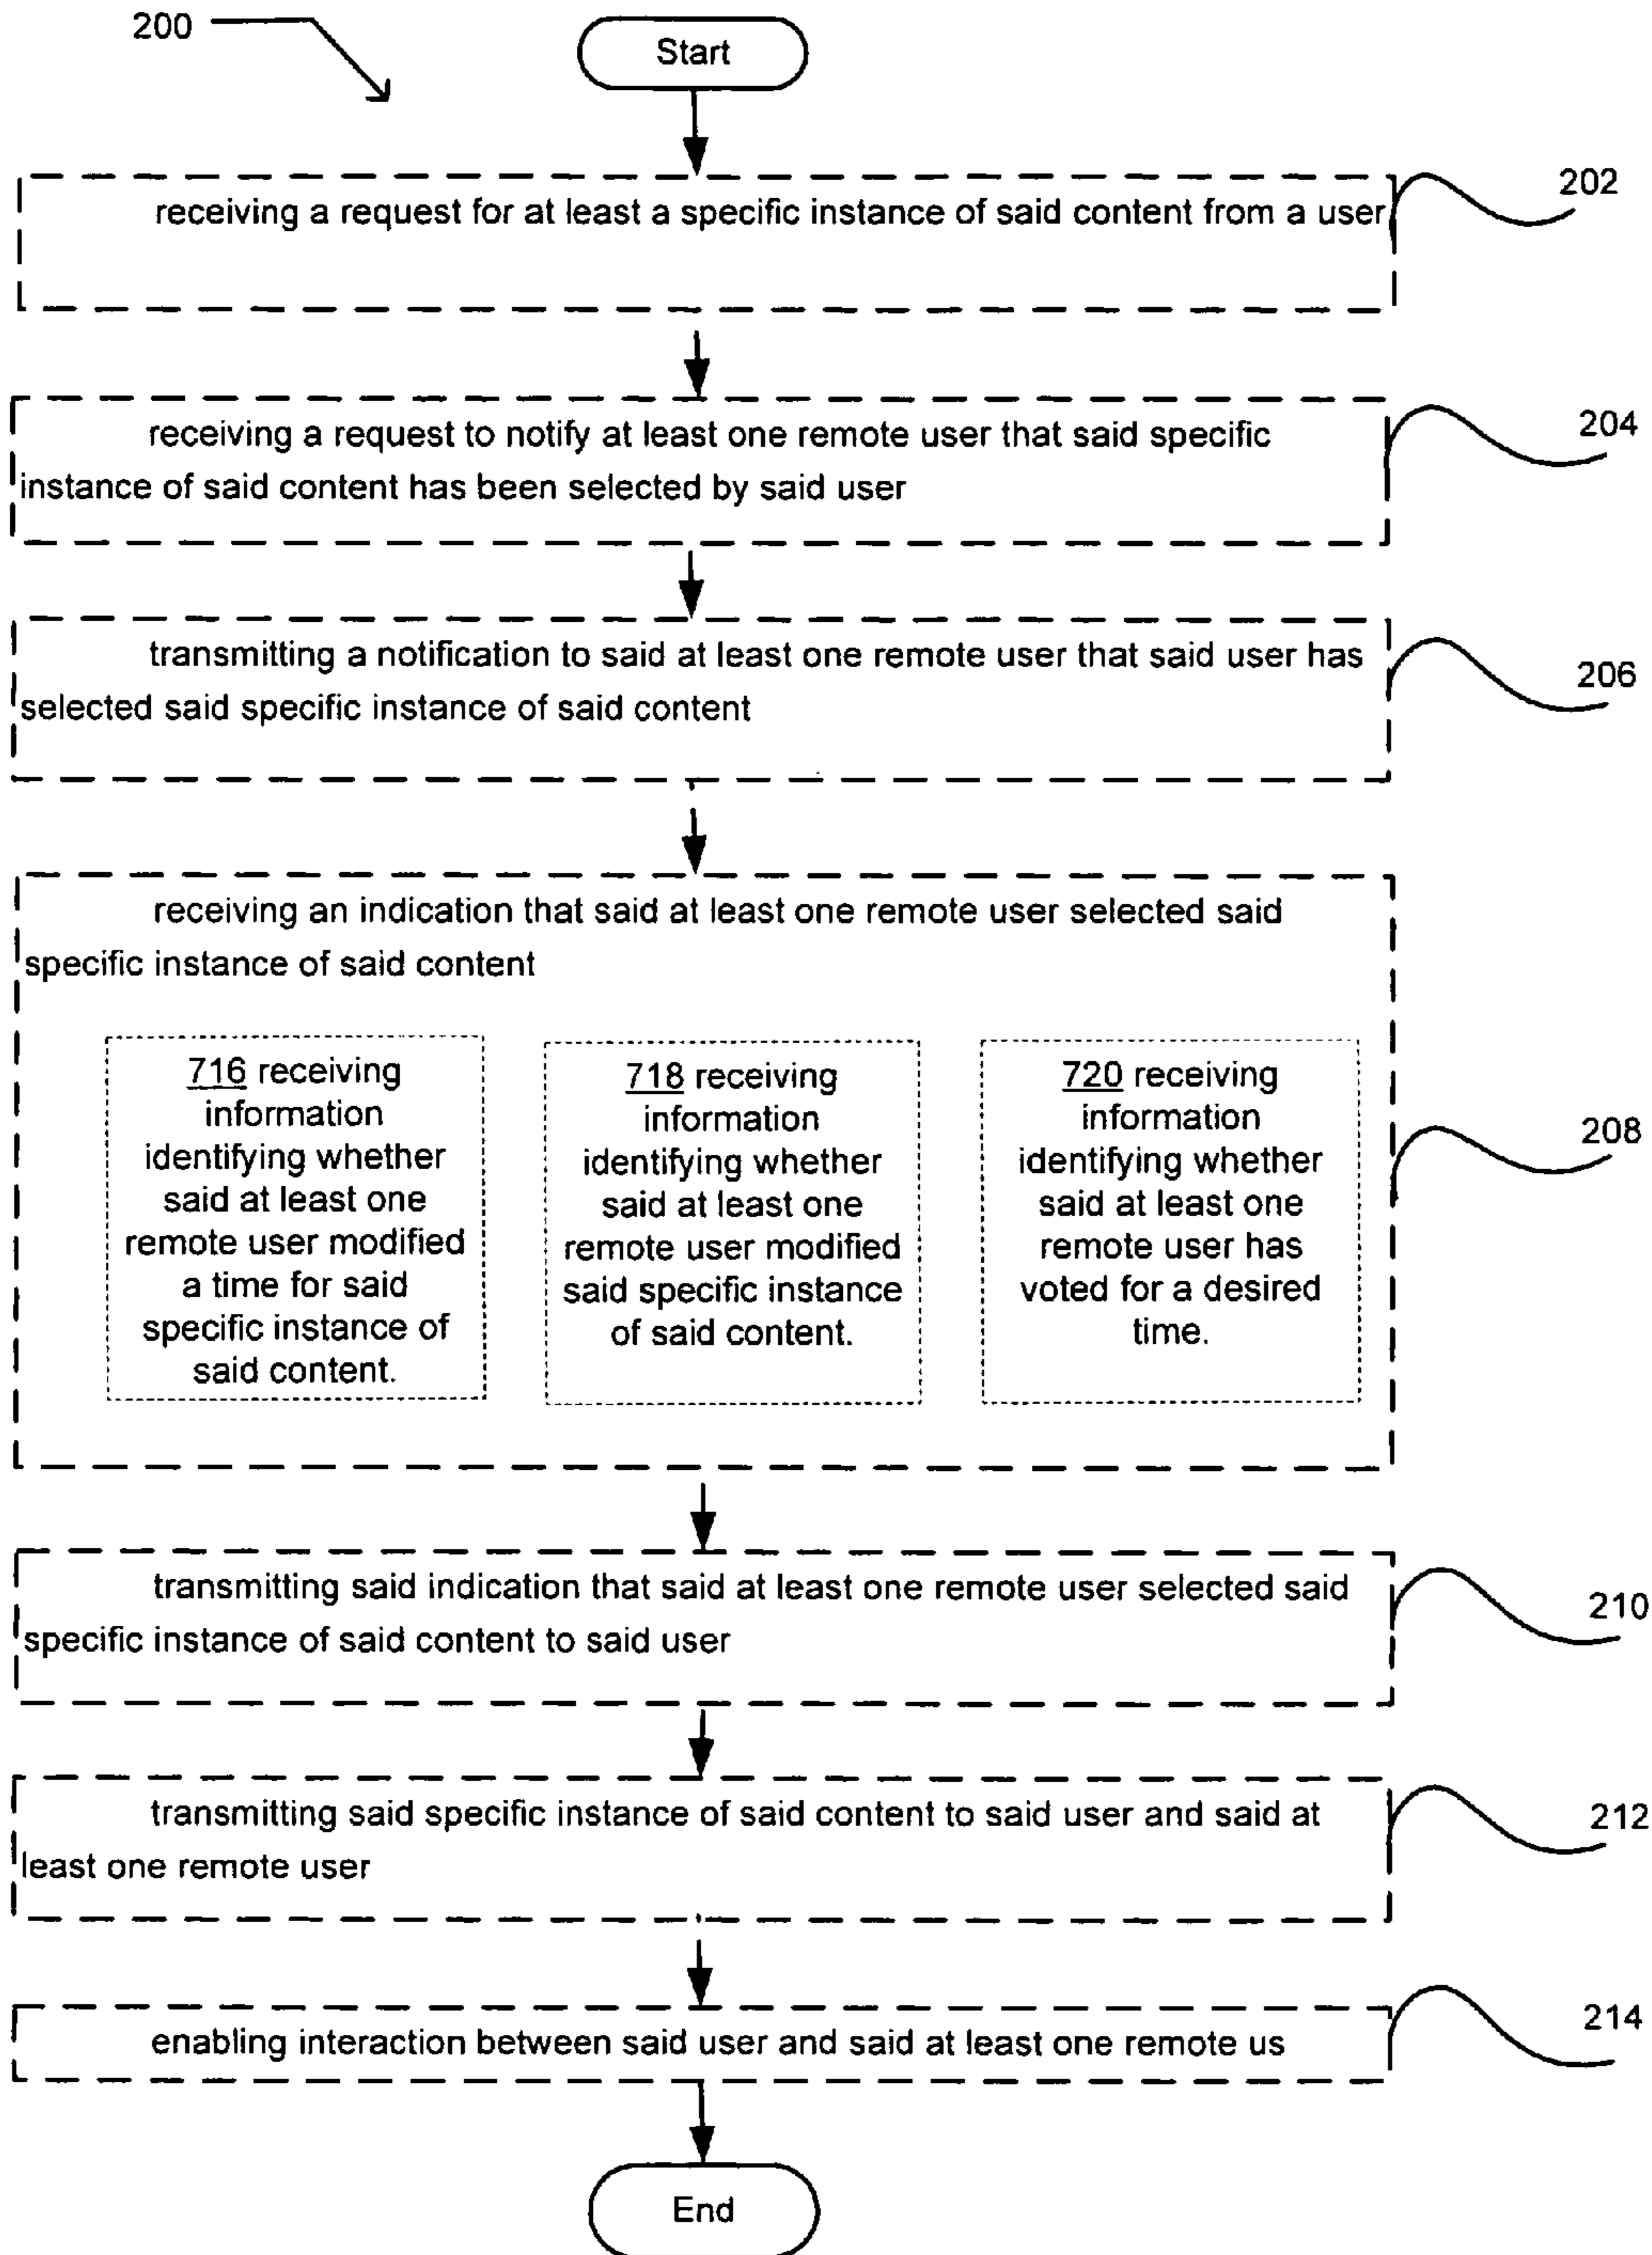 200
Start
receiving a request for at least a specific instance of said content from a user
202
receiving a request to notify at least one remote user that said specific
instance of said content has been selected by said user
204
transmitting a notification to said at least one remote user that said user has
selected said specific instance of said content
206
receiving an indication that said at least one remote user selected said
specific instance of said content
716 receiving
information
identifying whether
said at least one
remote user modified
a time for said
specific instance of
said content.
718 receiving
information
identifying whether
said at least one
remote user modified
said specific instance
of said content.
720 receiving
information
identifying whether
said at least one
remote user has
voted for a desired
time.
208
transmitting said indication that said at least one remote user selected said
specific instance of said content to said user
210
transmitting said specific instance of said content to said user and said at
least one remote user
212
enabling interaction between said user and said at least one remote us
214
End